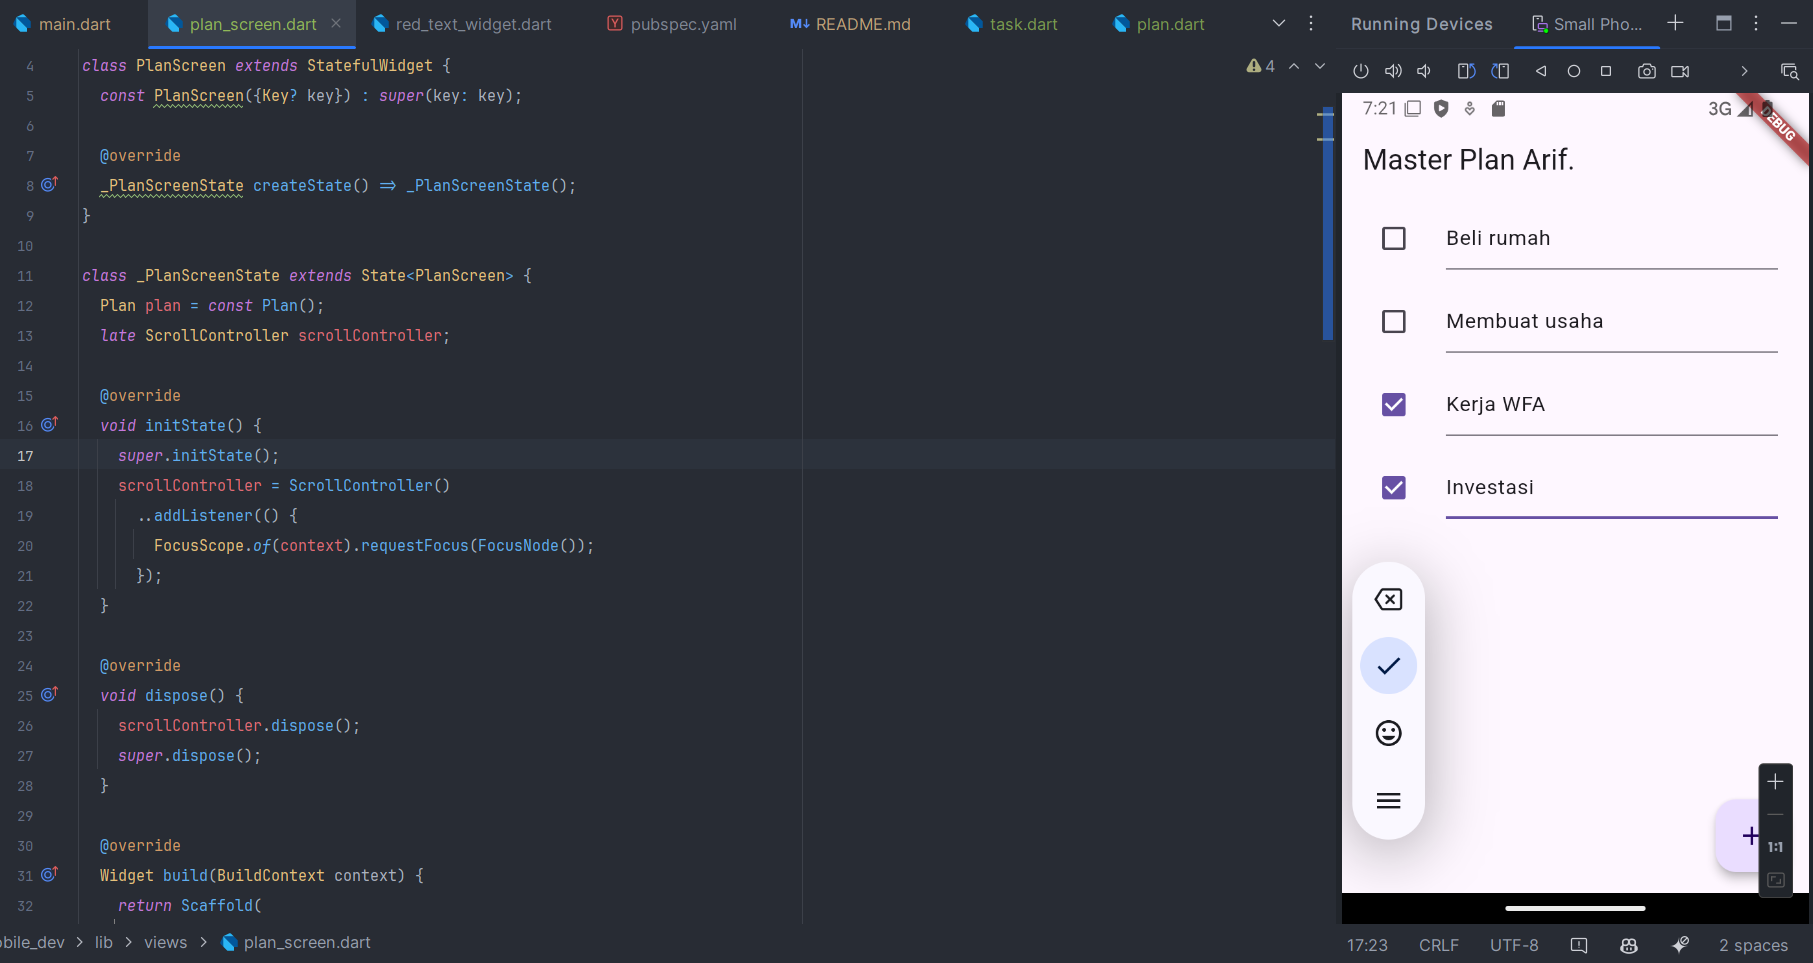 main.dart
plan_screen.dart
red_text_widget.dart
pubspec.yaml
M↓ README.md
task.dart
plan.dart
4
4 class PlanScreen extends StatefulWidget {
5 const PlanScreen({Key? key}) : super(key: key);
6
7 @override
8 _PlanScreenState createState() => _PlanScreenState();
9 }
10
11 class _PlanScreenState extends State<PlanScreen> {
12 Plan plan = const Plan();
13 late ScrollController scrollController;
14
15 @override
16 void initState() {
17 super.initState();
18 scrollController = ScrollController()
19 ..addListener(() {
20 FocusScope.of(context).requestFocus(FocusNode());
21 });
22 }
23
24 @override
25 void dispose() {
26 scrollController.dispose();
27 super.dispose();
28 }
29
30 @override
31 Widget build(BuildContext context) {
32 return Scaffold(
bile_dev > lib > views > plan_screen.dart
Running Devices
Small Pho...
7:21
3G
DEBUG
Master Plan Arif.
Beli rumah
Membuat usaha
Kerja WFA
Investasi
1:1
17:23 CRLF UTF-8 2 spaces